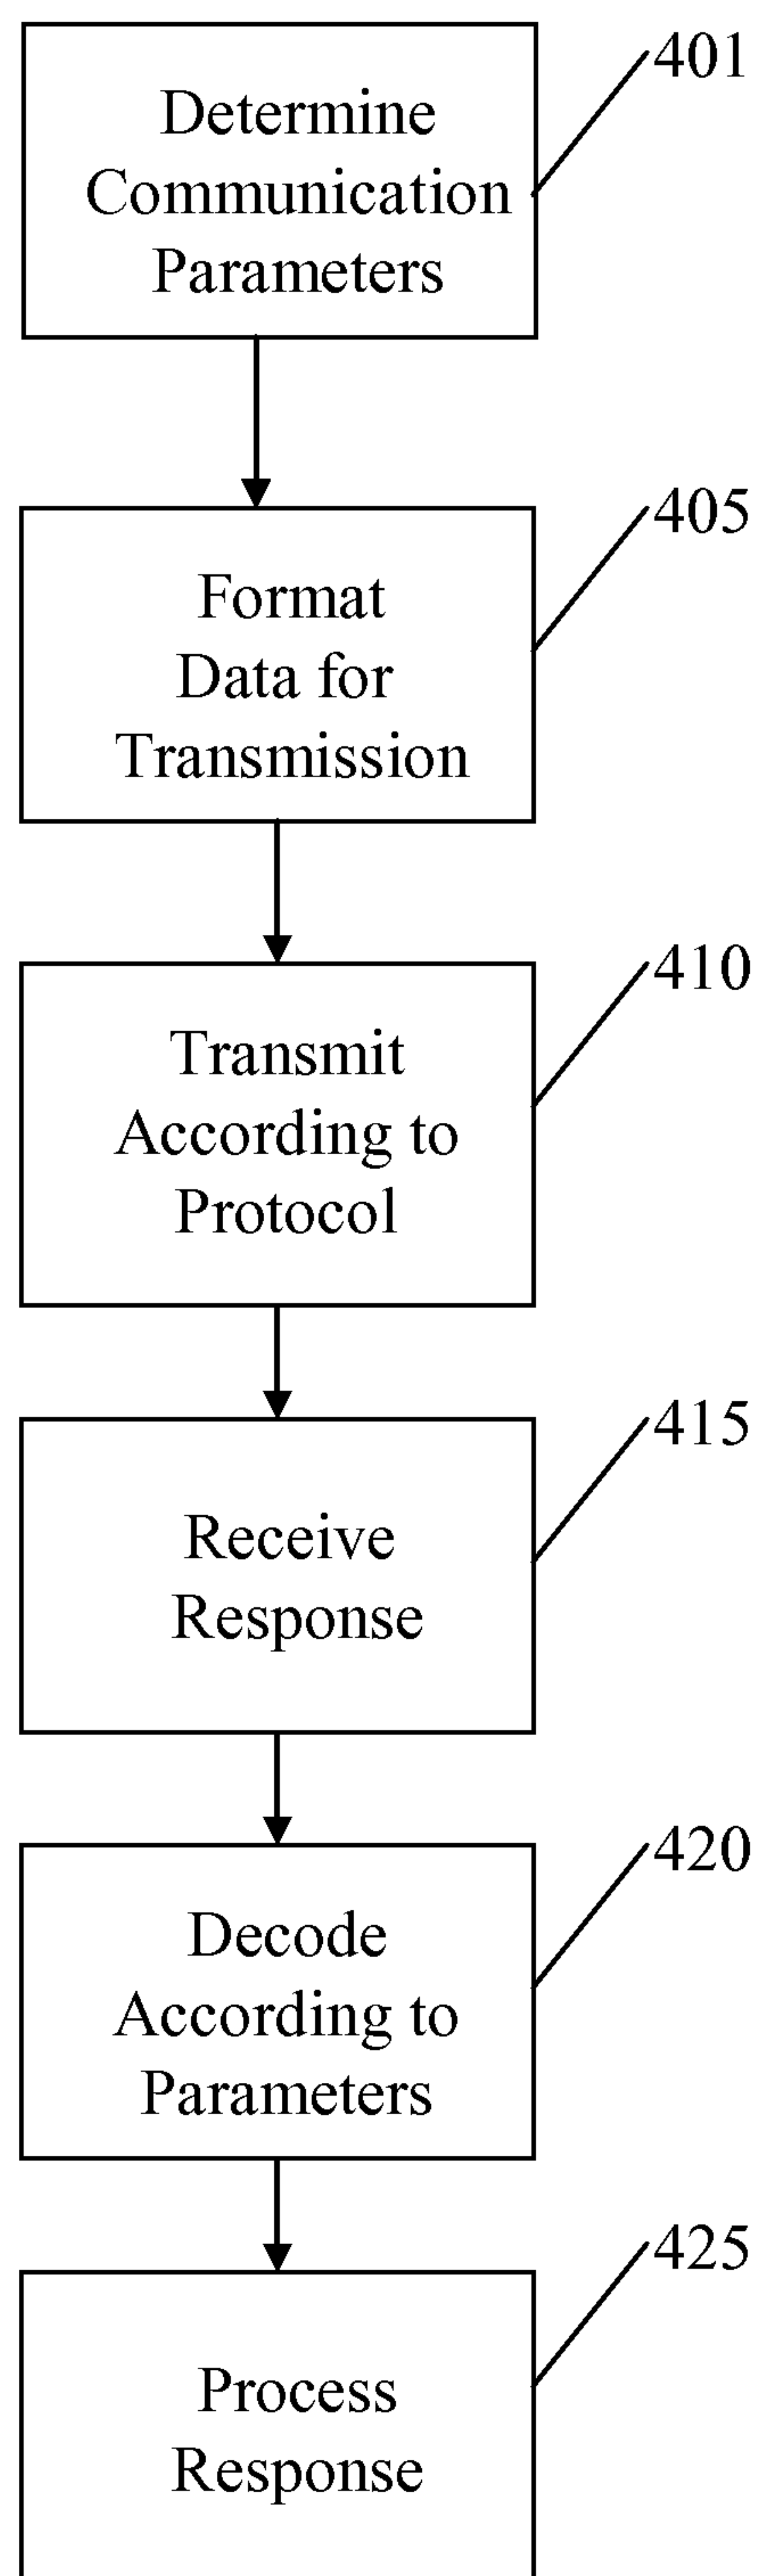 401
Determine
Communication
Parameters
405
Format
Data for
Transmission
410
Transmit
According to
Protocol
415
Receive
Response
420
Decode
According to
Parameters
425
Process
Response